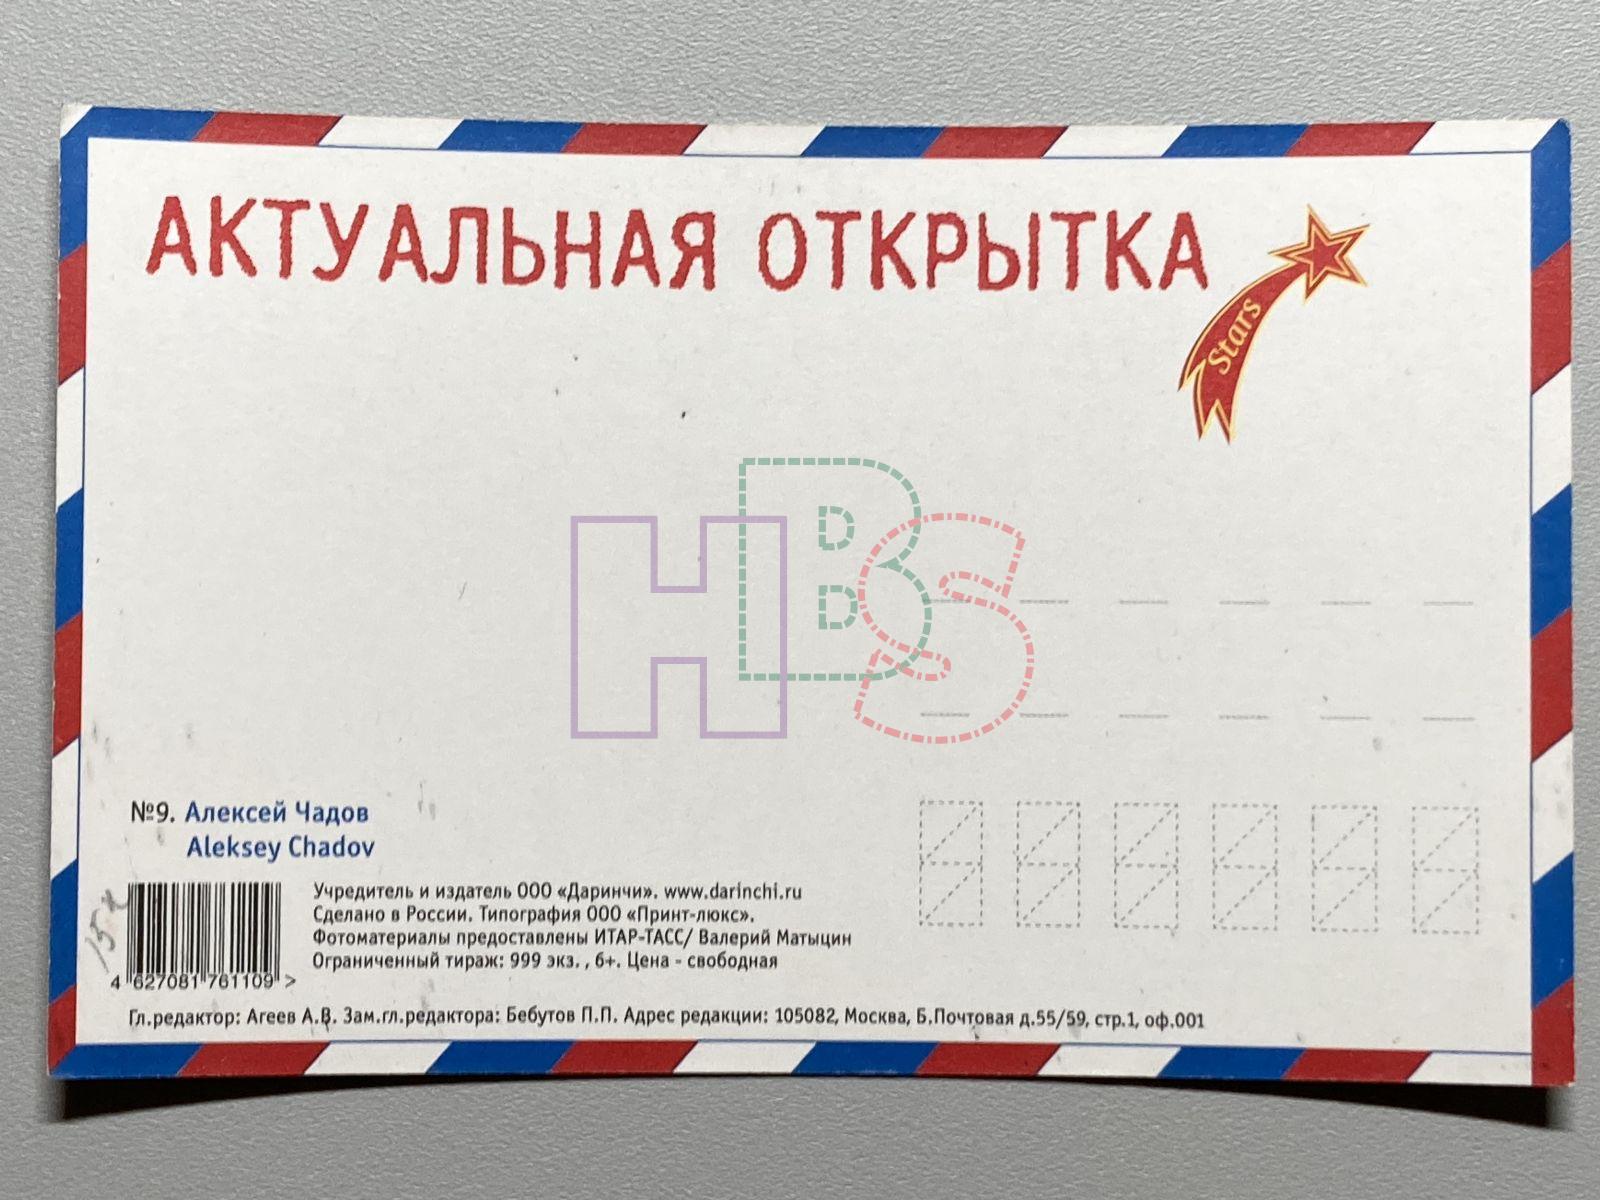 АКТУАЛЬНАЯ ОТКРЫТКА
Stars
HBS
№9. Алексей Чадов
Aleksey Chadov
15
4 627081 761109 >
Учредитель и издатель ООО «Даринчи». www.darinchi.ru
Сделано в России. Типография ООО «Принт-люкс».
Фотоматериалы предоставлены ИТАР-ТАСС/ Валерий Матыцин
Ограниченный тираж: 999 экз. , 6+. Цена - свободная
Гл.редактор: Агеев А.В. Зам.гл.редактора: Бебутов П.П. Адрес редакции: 105082, Москва, Б.Почтовая д.55/59, стр.1, оф.001